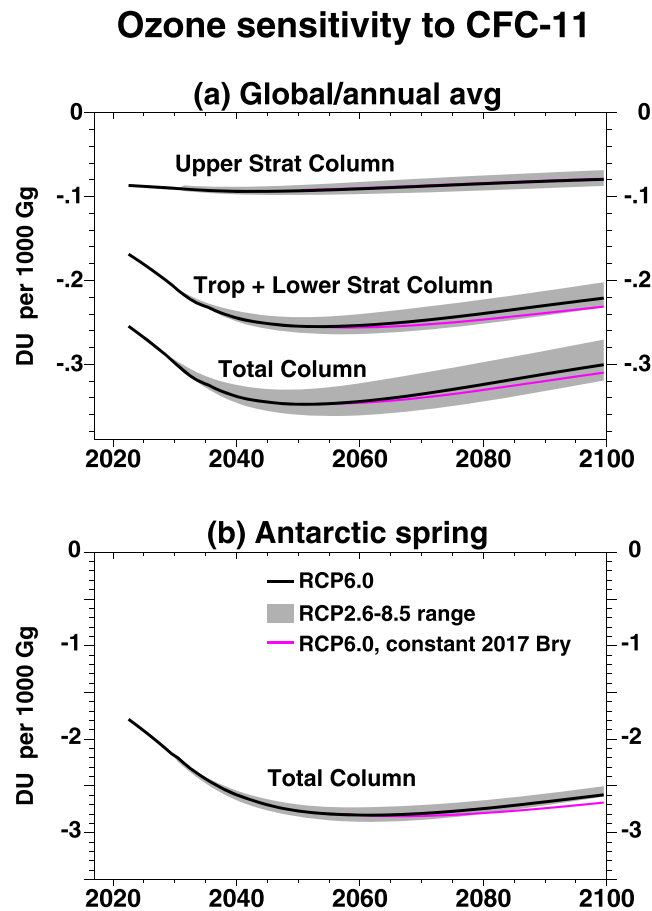 Ozone sensitivity to CFC-11
(a) Global/annual avg
0 0
Upper Strat Column
-.1 -.1
Trop + Lower Strat Column
-.2 -.2
DU per 1000 Gg
Total Column
-.3 -.3
2020 2040 2060 2080 2100
(b) Antarctic spring
0 0
RCP6.0
RCP2.6-8.5 range
RCP6.0, constant 2017 Bry
-1 -1
DU per 1000 Gg
-2 -2
Total Column
-3 -3
2020 2040 2060 2080 2100